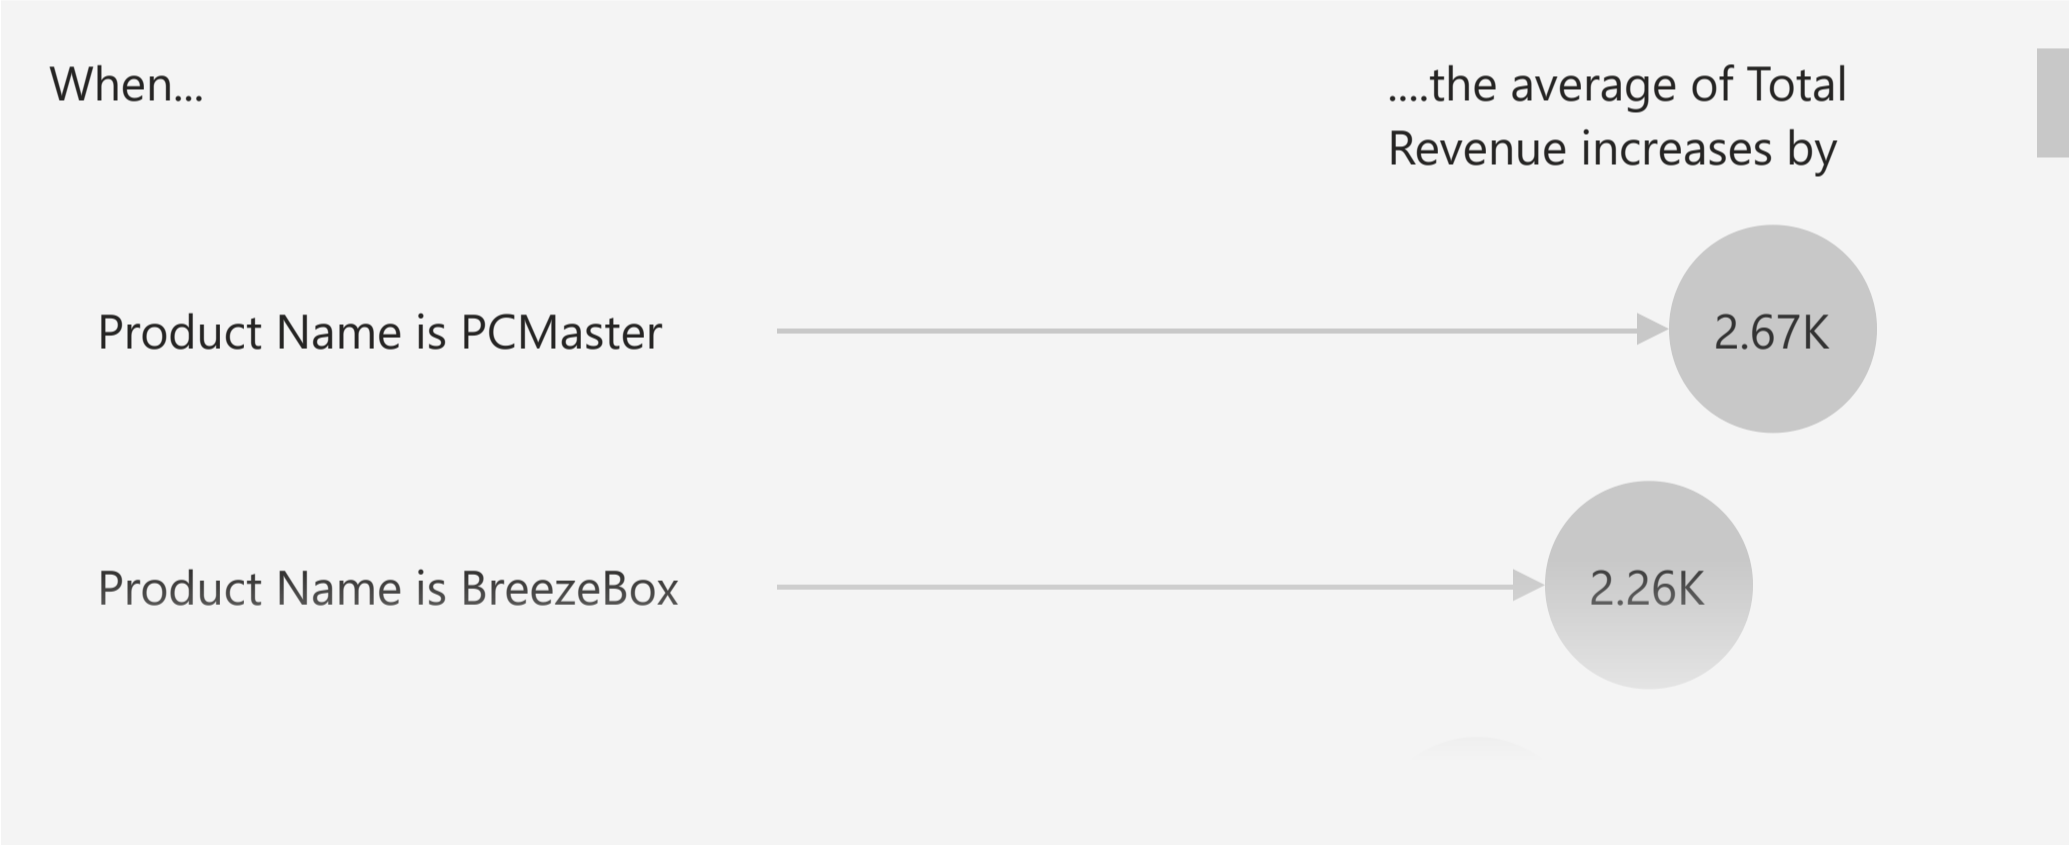 When...
....the average of Total
Revenue increases by
Product Name is PCMaster
2.67K
Product Name is BreezeBox
2.26K